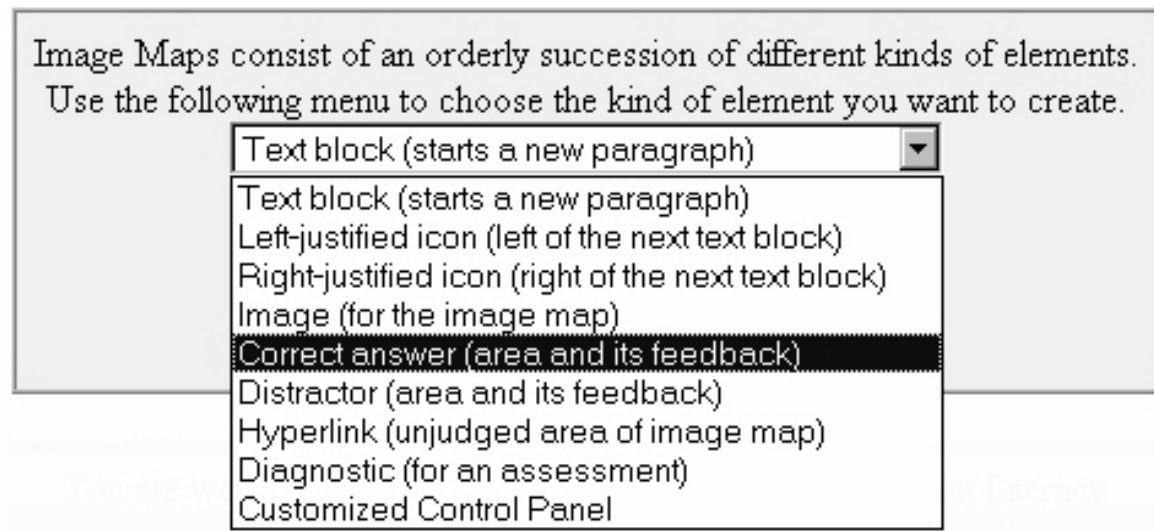 Image Maps consist of an orderly succession of different kinds of elements.
Use the following menu to choose the kind of element you want to create.
Text block (starts a new paragraph)
Text block (starts a new paragraph)
Left-justified icon (left of the next text block)
Right-justified icon (right of the next text block)
Image (for the image map)
Correct answer (area and its feedback)
Distractor (area and its feedback)
Hyperlink (unjudged area of image map)
Diagnostic (for an assessment)
You are
Customized Control Panel